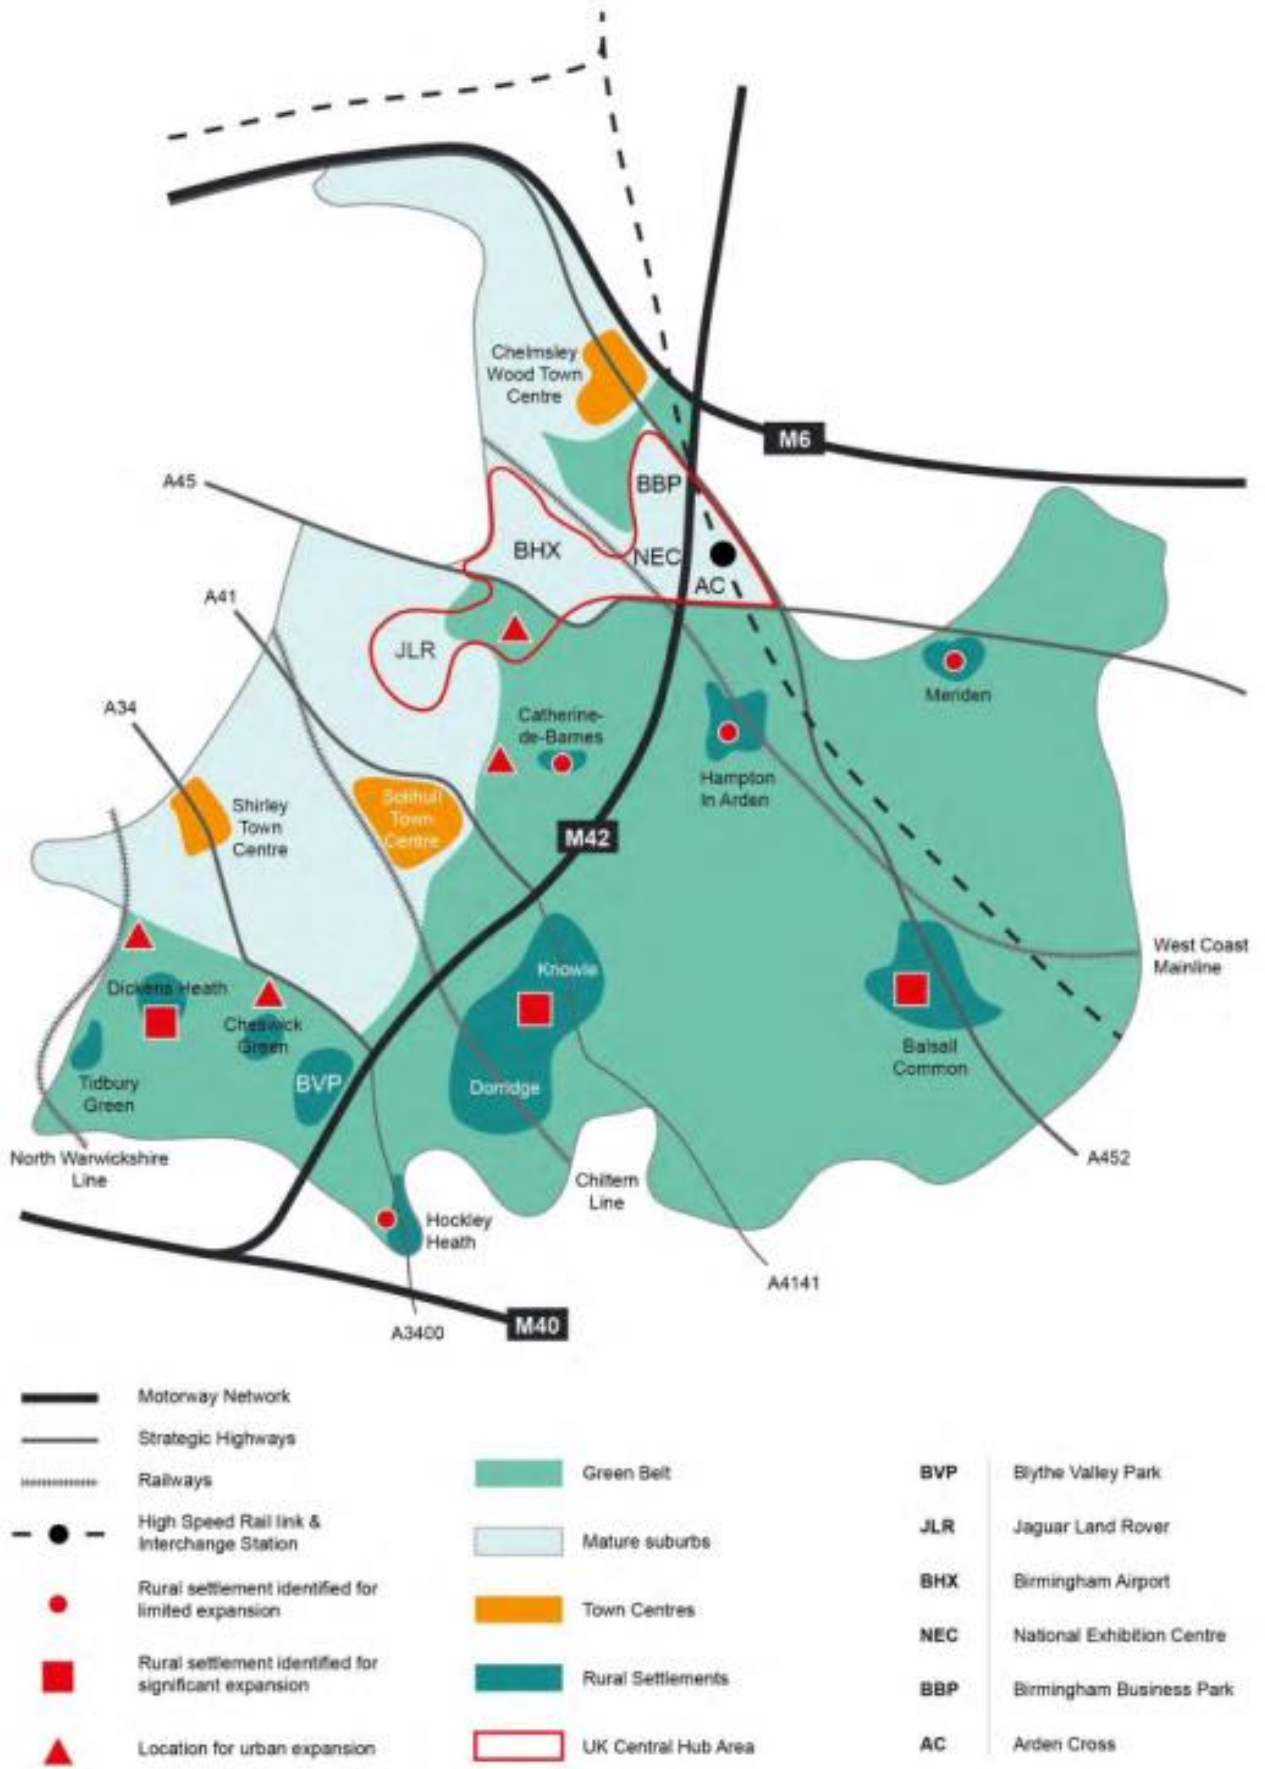 Chelmsley
Wood Town
Centre
M6
A45
BBP
BHX
NEC
AC
A41
JLR
Meriden
A34
Catherine-
de-Barnes
Hampton
In Arden
Shirley
Town
Centre
Solihull
Town
Centre
M42
West Coast
Mainline
Knowle
Dickens Heath
Cheswick
Green
Balsall
Common
Tidbury
Green
BVP
Dorridge
North Warwickshire
Line
A452
Chiltern
Line
Hockley
Heath
A4141
A3400
M40
Motorway Network
Strategic Highways
Railways
High Speed Rail link &
Interchange Station
Rural settlement identified for
limited expansion
Rural settlement identified for
significant expansion
Location for urban expansion
Green Belt
Mature suburbs
Town Centres
Rural Settlements
UK Central Hub Area
BVP Blythe Valley Park
JLR Jaguar Land Rover
BHX Birmingham Airport
NEC National Exhibition Centre
BBP Birmingham Business Park
AC Arden Cross